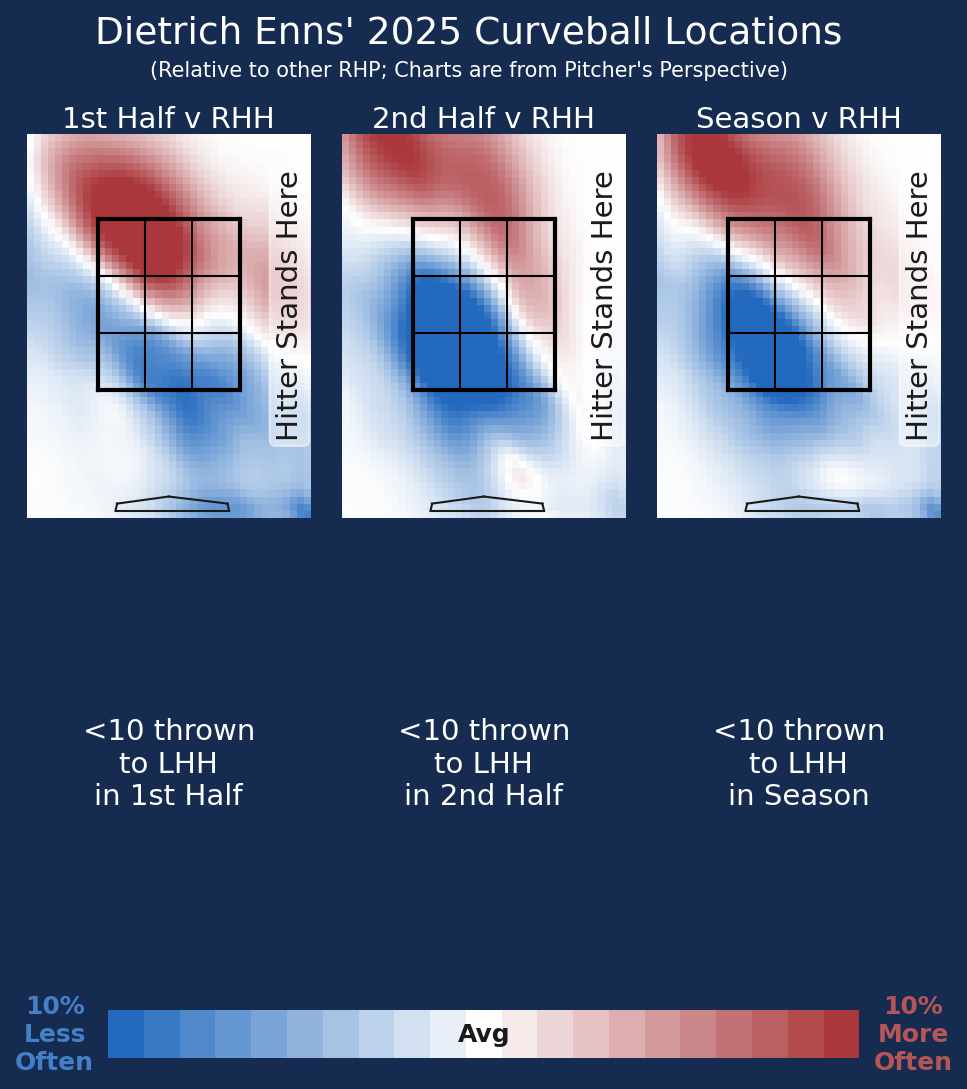 Dietrich Enns' 2025 Curveball Locations
(Relative to other RHP; Charts are from Pitcher's Perspective)
1st Half v RHH
2nd Half v RHH
Season v RHH
Hitter Stands Here
Hitter Stands Here
Hitter Stands Here
<10 thrown
to LHH
in 1st Half
<10 thrown
to LHH
in 2nd Half
<10 thrown
to LHH
in Season
10%
Less
Often
Avg
10%
More
Often